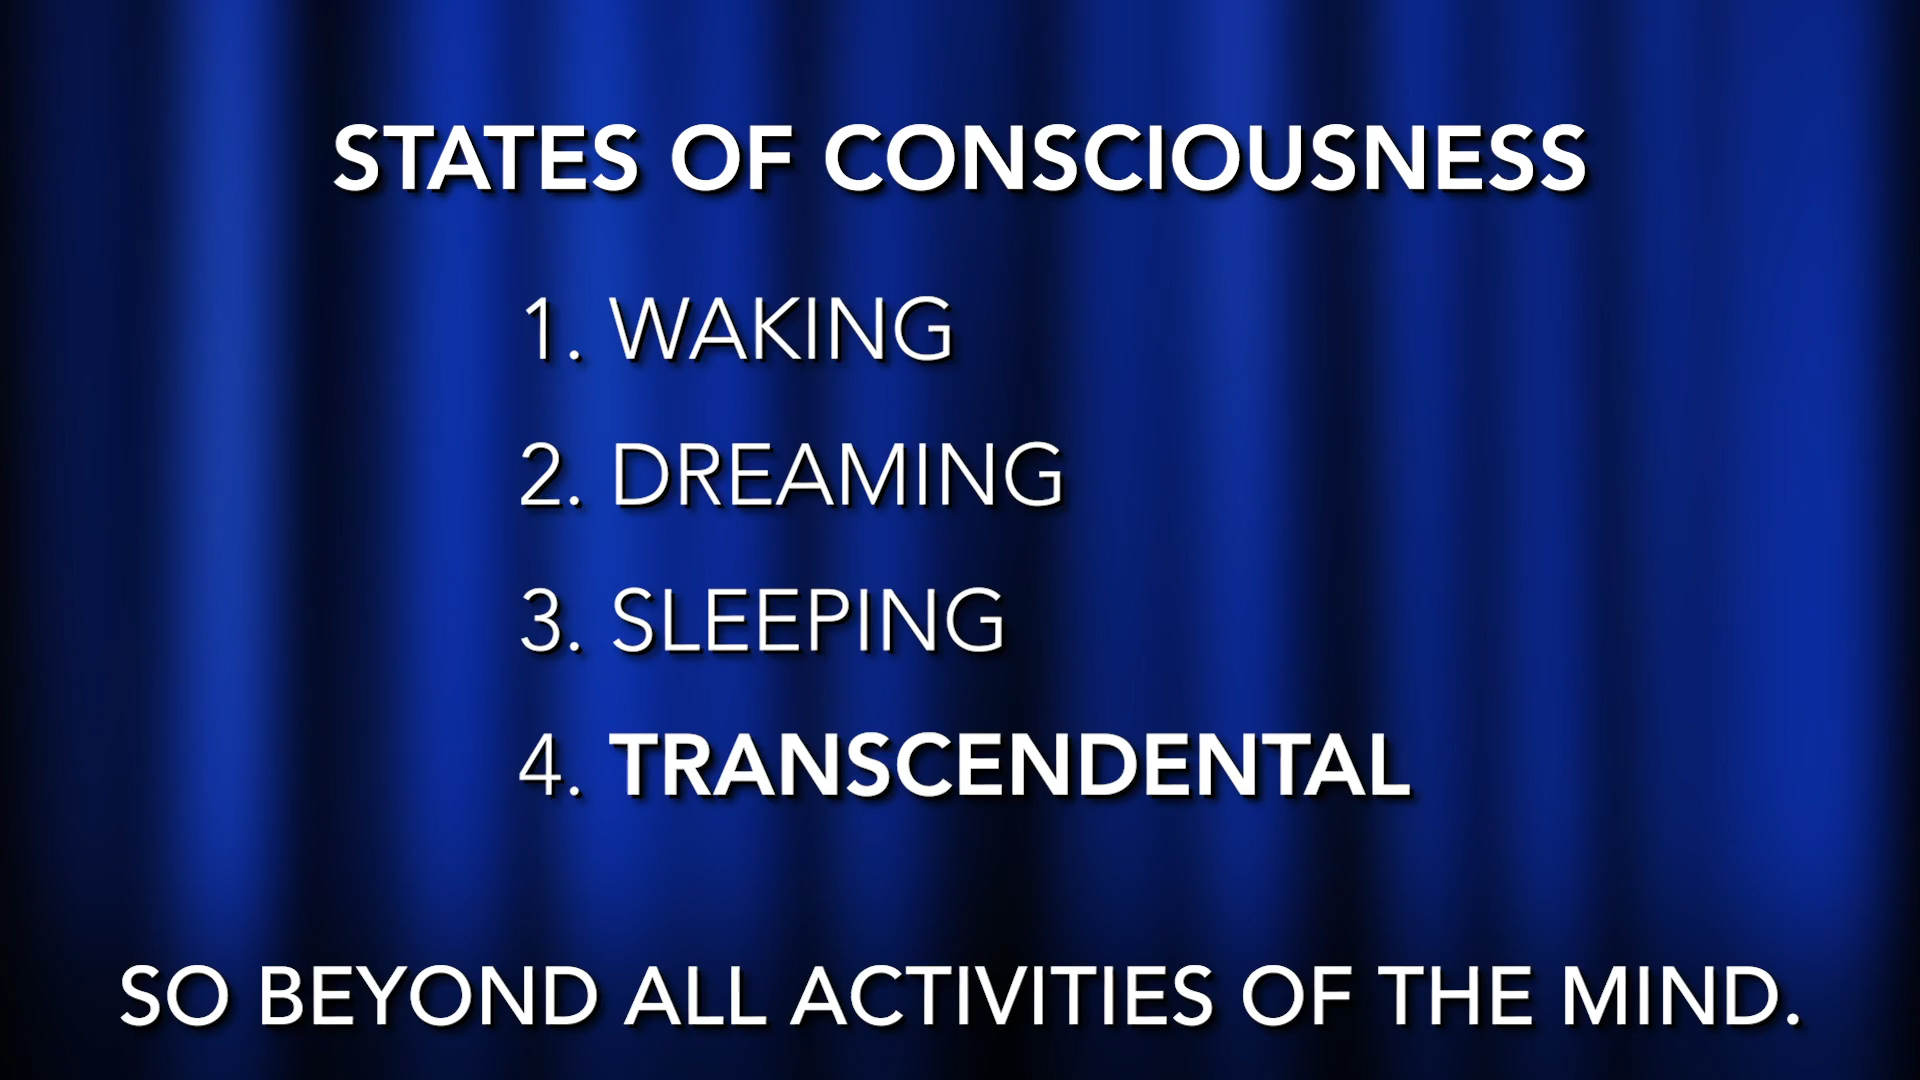 STATES OF CONSCIOUSNESS
1. WAKING
2. DREAMING
3. SLEEPING
4. TRANSCENDENTAL
SO BEYOND ALL ACTIVITIES OF THE MIND.